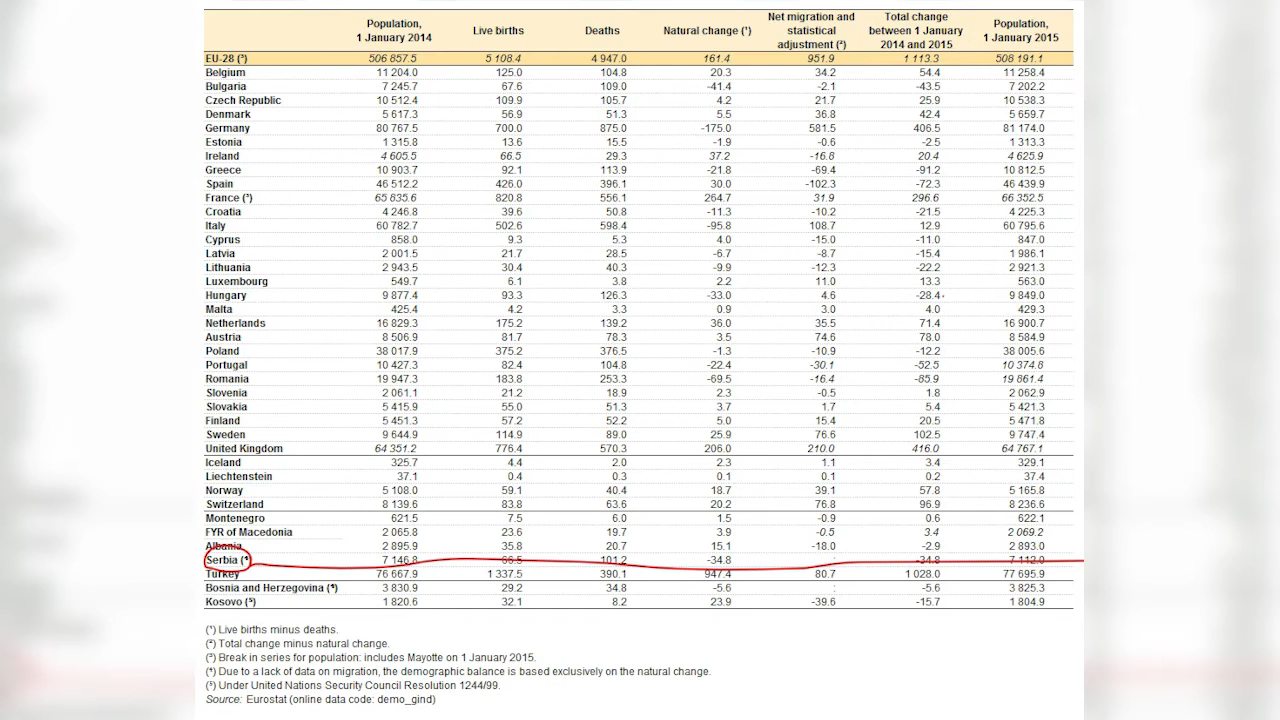 Population, 1 January 2014 Live births Deaths Natural change (¹) Net migration and statistical adjustment (²) Total change between 1 January 2014 and 2015 Population, 1 January 2015
EU-28 (³) 506 857.5 5 108.4 4 947.0 161.4 951.9 1 113.3 508 191.1
Belgium 11 204.0 125.0 104.8 20.3 34.2 54.4 11 258.4
Bulgaria 7 245.7 67.6 109.0 -41.4 -2.1 -43.5 7 202.2
Czech Republic 10 512.4 109.9 105.7 4.2 21.7 25.9 10 538.3
Denmark 5 617.3 56.9 51.3 5.5 36.8 42.4 5 659.7
Germany 80 767.5 700.0 875.0 -175.0 581.5 406.5 81 174.0
Estonia 1 315.8 13.6 15.5 -1.9 -0.6 -2.5 1 313.3
Ireland 4 605.5 66.5 29.3 37.2 -16.8 20.4 4 625.9
Greece 10 903.7 92.1 113.9 -21.8 -69.4 -91.2 10 812.5
Spain 46 512.2 426.0 396.1 30.0 -102.3 -72.3 46 439.9
France (³) 65 835.6 820.8 556.1 264.7 31.9 296.6 66 352.5
Croatia 4 246.8 39.6 50.8 -11.3 -10.2 -21.5 4 225.3
Italy 60 782.7 502.6 598.4 -95.8 108.7 12.9 60 795.6
Cyprus 858.0 9.3 5.3 4.0 -15.0 -11.0 847.0
Latvia 2 001.5 21.7 28.5 -6.7 -8.7 -15.4 1 986.1
Lithuania 2 943.5 30.4 40.3 -9.9 -12.3 -22.2 2 921.3
Luxembourg 549.7 6.1 3.8 2.2 11.0 13.3 563.0
Hungary 9 877.4 93.3 126.3 -33.0 4.6 -28.4 9 849.0
Malta 425.4 4.2 3.3 0.9 3.0 4.0 429.3
Netherlands 16 829.3 175.2 139.2 36.0 35.5 71.4 16 900.7
Austria 8 506.9 81.7 78.3 3.5 74.6 78.0 8 584.9
Poland 38 017.9 375.2 376.5 -1.3 -10.9 -12.2 38 005.6
Portugal 10 427.3 82.4 104.8 -22.4 -30.1 -52.5 10 374.8
Romania 19 947.3 183.8 253.3 -69.5 -16.4 -85.9 19 861.4
Slovenia 2 061.1 21.2 18.9 2.3 -0.5 1.8 2 062.9
Slovakia 5 415.9 55.0 51.3 3.7 1.7 5.4 5 421.3
Finland 5 451.3 57.2 52.2 5.0 15.4 20.5 5 471.8
Sweden 9 644.9 114.9 89.0 25.9 76.6 102.5 9 747.4
United Kingdom 64 351.2 776.4 570.3 206.0 210.0 416.0 64 767.1
Iceland 325.7 4.4 2.0 2.3 1.1 3.4 329.1
Liechtenstein 37.1 0.4 0.3 0.1 0.1 0.2 37.4
Norway 5 108.0 59.1 40.4 18.7 39.1 57.8 5 165.8
Switzerland 8 139.6 83.8 63.6 20.2 76.8 96.9 8 236.6
Montenegro 621.5 7.5 6.0 1.5 -0.9 0.6 622.1
FYR of Macedonia 2 065.8 23.6 19.7 3.9 -0.5 3.4 2 069.2
Albania 2 895.9 35.8 20.7 15.1 -18.0 -2.9 2 893.0
Serbia (⁴ 7 146.8 66.5 101.2 -34.8 : -34.8 7 112.0
Turkey 76 667.9 1 337.5 390.1 947.4 80.7 1 028.0 77 695.9
Bosnia and Herzegovina (⁴) 3 830.9 29.2 34.8 -5.6 : -5.6 3 825.3
Kosovo (⁵) 1 820.6 32.1 8.2 23.9 -39.6 -15.7 1 804.9
(¹) Live births minus deaths.
(²) Total change minus natural change.
(³) Break in series for population: includes Mayotte on 1 January 2015.
(⁴) Due to a lack of data on migration, the demographic balance is based exclusively on the natural change.
(⁵) Under United Nations Security Council Resolution 1244/99.
Source: Eurostat (online data code: demo_gind)